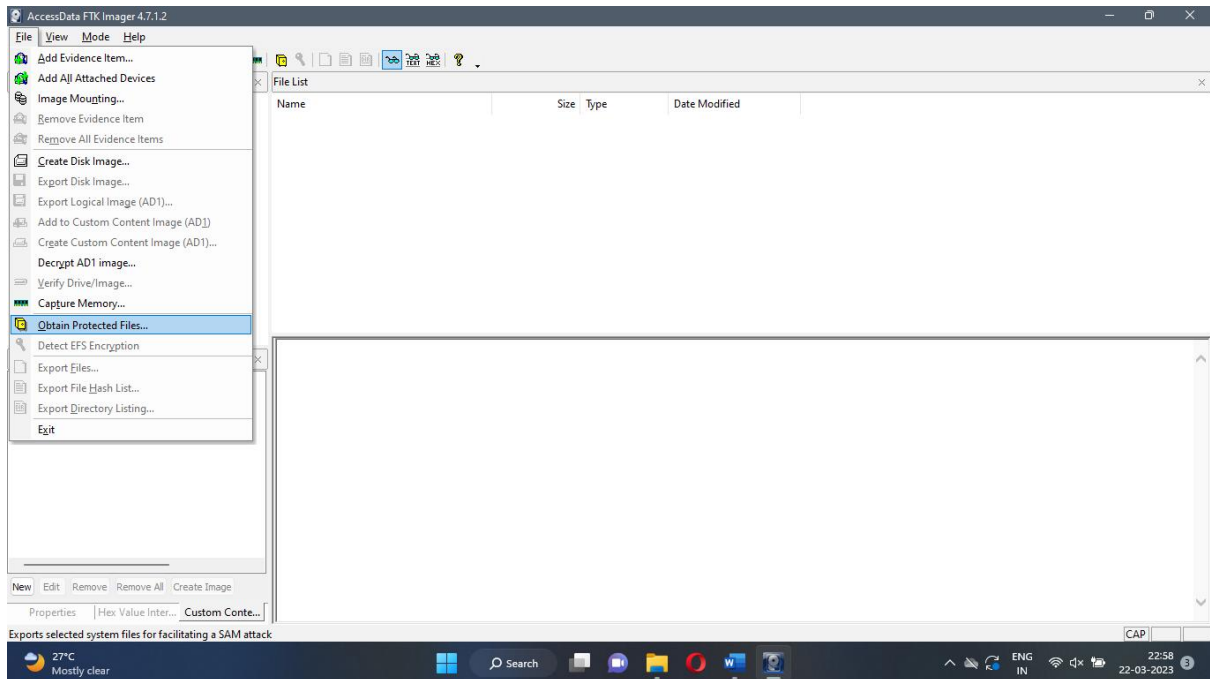 AccessData FTK Imager 4.7.1.2
File View Mode Help
Add Evidence Item...
Add All Attached Devices
Image Mounting...
Remove Evidence Item
Remove All Evidence Items
Create Disk Image...
Export Disk Image...
Export Logical Image (AD1)...
Add to Custom Content Image (AD1)
Create Custom Content Image (AD1)...
Decrypt AD1 image...
Verify Drive/Image...
Capture Memory...
Obtain Protected Files...
Detect EFS Encryption
Export Files...
Export File Hash List...
Export Directory Listing...
Exit
TEXT HEX
File List
Name Size Type Date Modified
New Edit Remove Remove All Create Image
Properties Hex Value Inter... Custom Conte...
Exports selected system files for facilitating a SAM attack
CAP
27°C
Mostly clear
Search
ENG
IN
22:58
22-03-2023
3